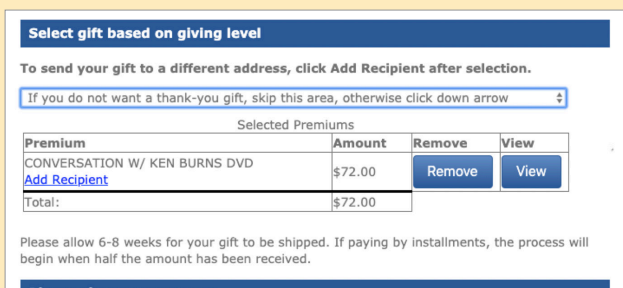 Select gift based on giving level
To send your gift to a different address, click Add Recipient after selection.
If you do not want a thank-you gift, skip this area, otherwise click down arrow
Selected Premiums
Premium Amount Remove View
CONVERSATION W/ KEN BURNS DVD
Add Recipient $72.00 Remove View
Total: $72.00
Please allow 6-8 weeks for your gift to be shipped. If paying by installments, the process will
begin when half the amount has been received.